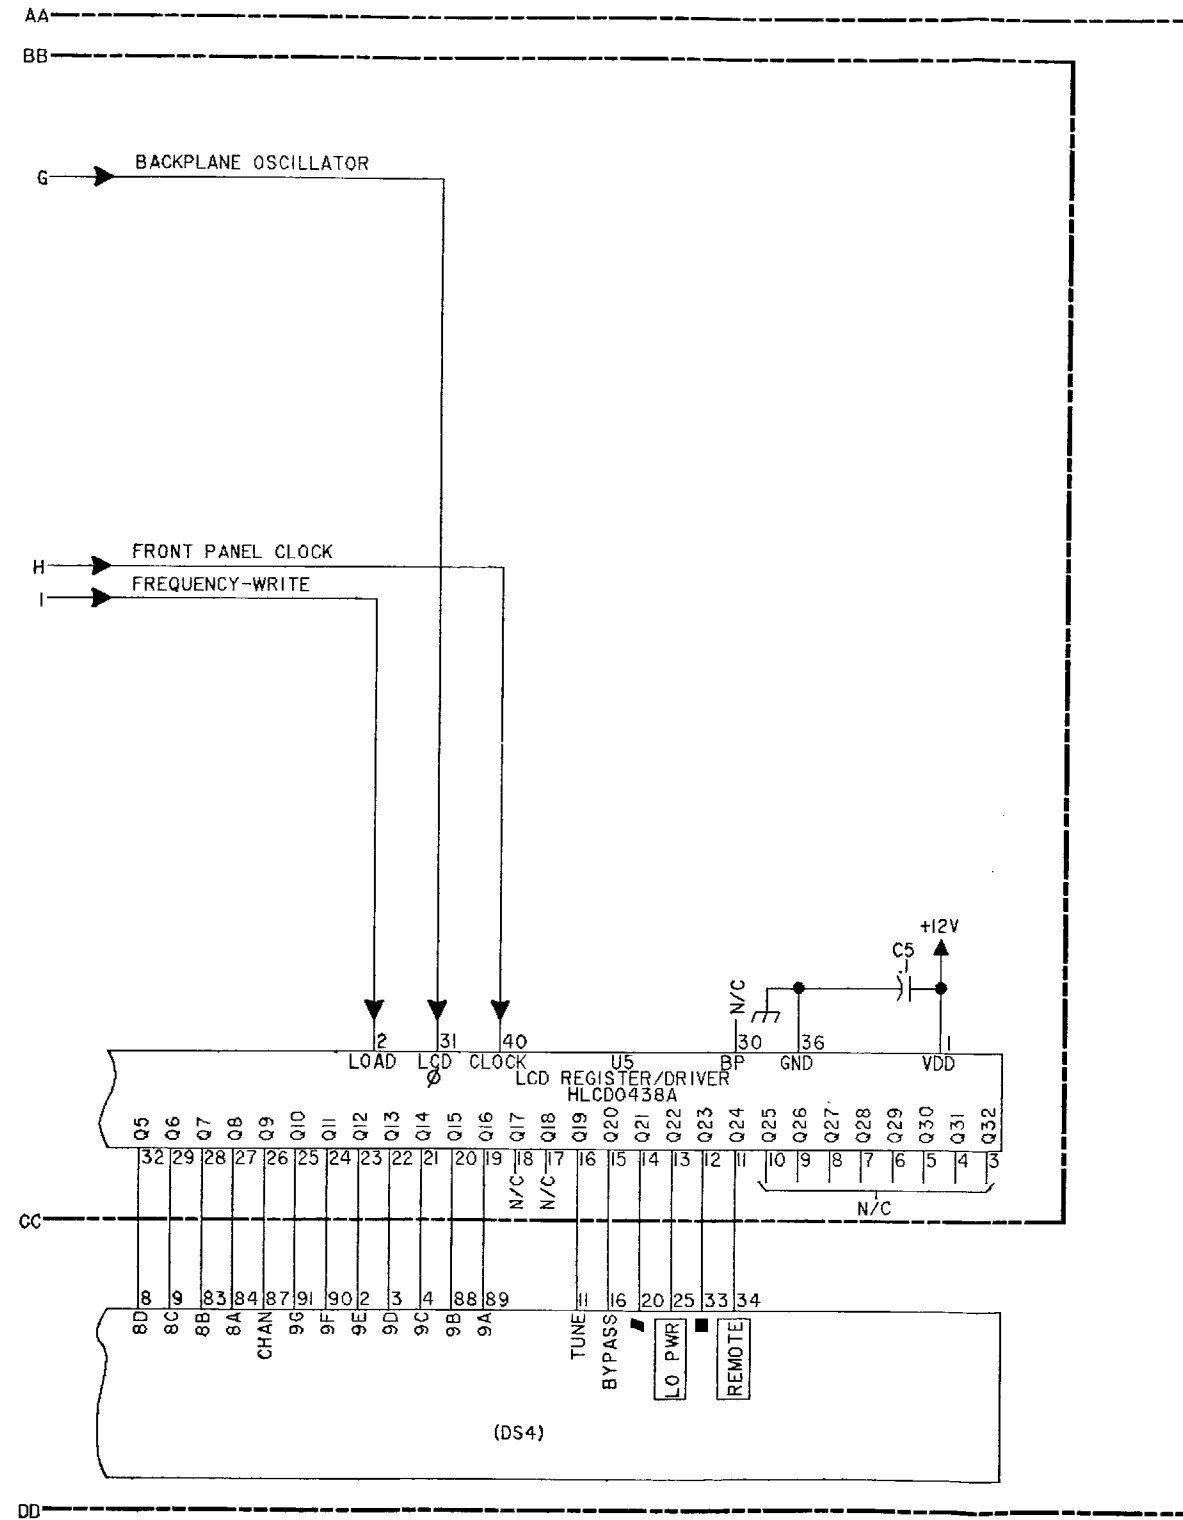 AA
BB
G BACKPLANE OSCILLATOR
H FRONT PANEL CLOCK
I FREQUENCY-WRITE
+12V
C5
N/C
2 31 40 30 36 1
LOAD LCD CLOCK U5 BP GND VDD
Ø LCD REGISTER/DRIVER
HLCD0438A
Q5 Q6 Q7 Q8 Q9 Q10 Q11 Q12 Q13 Q14 Q15 Q16 Q17 Q18 Q19 Q20 Q21 Q22 Q23 Q24 Q25 Q26 Q27 Q28 Q29 Q30 Q31 Q32
32 29 28 27 26 25 24 23 22 21 20 19 18 17 16 15 14 13 12 11 10 9 8 7 6 5 4 3
N/C N/C N/C
CC
8 9 83 84 87 91 90 2 3 4 88 89 11 16 20 25 33 34
8D 8C 8B 8A CHAN 9G 9F 9E 9D 9C 9B 9A TUNE BYPASS LO PWR REMOTE
(DS4)
DD